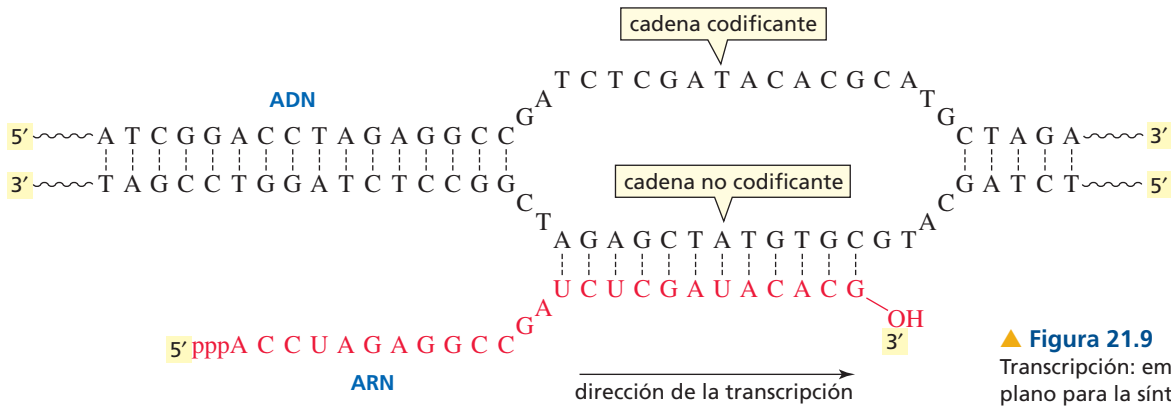 cadena codificante
T C T C G A T A C A C G C A
ADN
G A
T G
5′ A T C G G A C C T A G A G G C C
C T A G A 3′
3′ T A G C C T G G A T C T C C G G
G A T C T 5′
cadena no codificante
C T
A C
A G A G C T A T G T G C G T
U C U C G A U A C A C G
G A
OH
3′
5′ pppA C C U A G A G G C C
ARN
dirección de la transcripción
▲ Figura 21.9
Transcripción: em
plano para la sínt